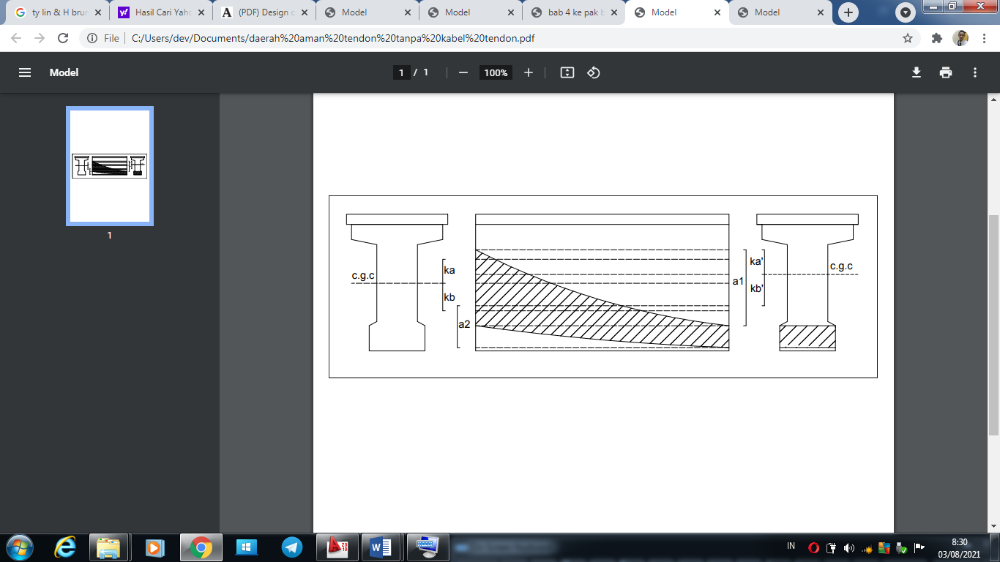 ty lin & H brun
Hasil Cari Yaho
(PDF) Design o
Model
Model
bab 4 ke pak b
Model
Model
File
C:/Users/dev/Documents/daerah%20aman%20tendon%20tanpa%20kabel%20tendon.pdf
Model
1 / 1
100%
1
c.g.c
ka
kb
a2
a1
ka'
kb'
c.g.c
IN
8:30
03/08/2021